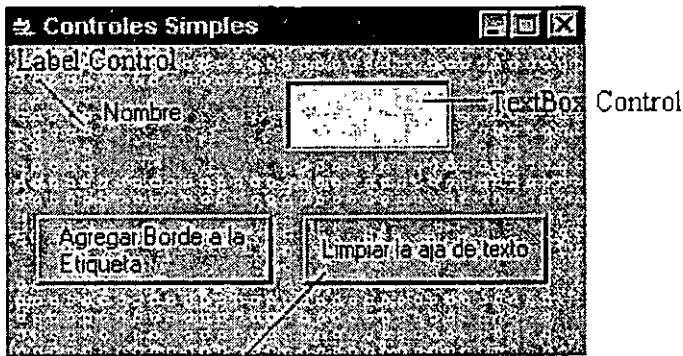 Controles Simples
Label Control
Nombre
TextBox Control
Agregar Borde a la
Etiqueta
Limpiar la aja de texto